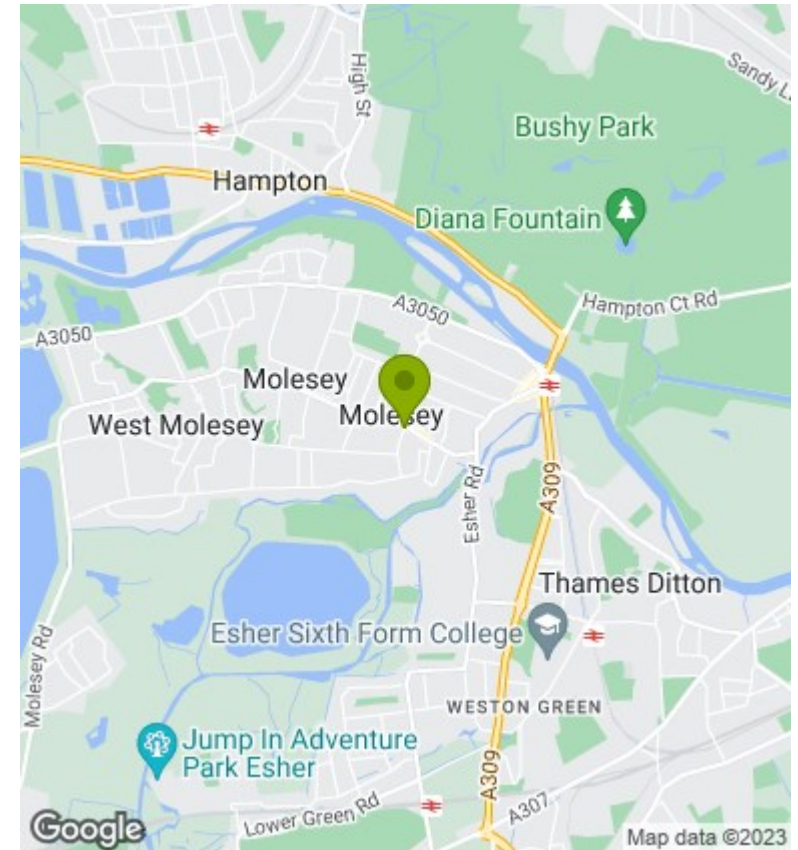 High St
Sandy L
Bushy Park
Hampton
Diana Fountain
A3050
Hampton Ct Rd
A3050
Molesey
Molesey
West Molesey
Esher Rd
A309
Thames Ditton
Esher Sixth Form College
Molesey Rd
WESTON GREEN
Jump In Adventure
Park Esher
A309
A307
Lower Green Rd
Google
Map data ©2023